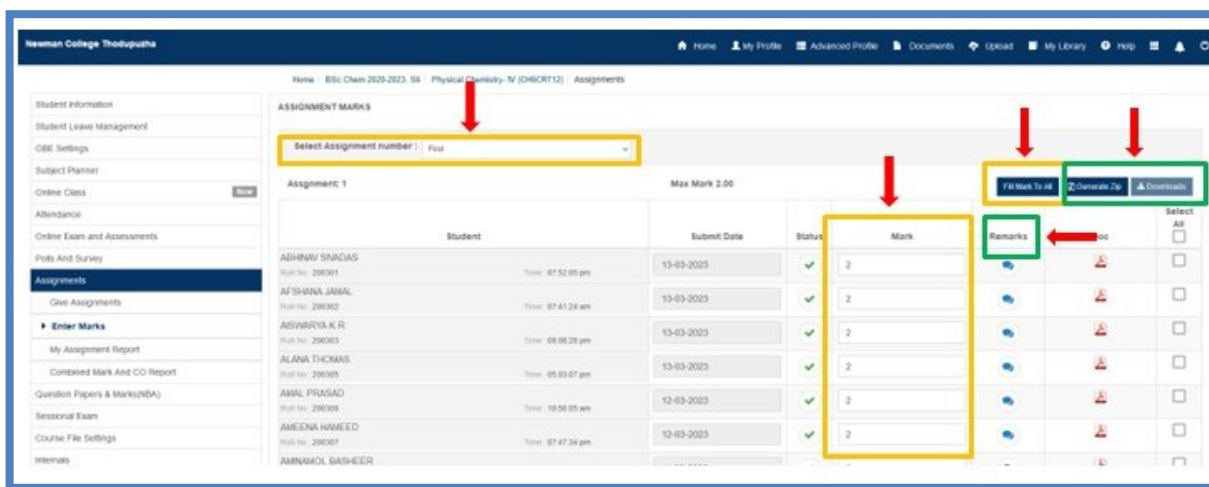 Newman College Thodupuzha
Home My Profile Advanced Profile Documents Upload My Library Help
Home / BSc.Chem 2020-2023, S6 / Physical Chemistry- IV (CH6CRT12) / Assignments
Student Information
Student Leave Management
OBE Settings
Subject Planner
Online Class New
Attendance
Online Exam and Assessments
Polls And Survey
Assignments
Give Assignments
Enter Marks
My Assignment Report
Combined Mark And CO Report
Question Papers & Marks(NBA)
Sessional Exam
Course File Settings
Internals
ASSIGNMENT MARKS
Select Assignment number : First
Assignment: 1 Max Mark 2.00 Fill Mark To All Generate Zip Downloads
Student Submit Date Status Mark Remarks Select All
ABHINAV SIVADAS 13-03-2023 2
Roll No: 200301 Time: 07:52:05 pm
AFSHANA JAMAL 13-03-2023 2
Roll No: 200302 Time: 07:41:24 am
AISWARYA K R 13-03-2023 2
Roll No: 200303 Time: 08:08:28 pm
ALANA THOMAS 13-03-2023 2
Roll No: 200305 Time: 05:03:07 pm
AMAL PRASAD 12-03-2023 2
Roll No: 200306 Time: 10:56:05 am
AMEENA HAMEED 12-03-2023 2
Roll No: 200307 Time: 07:47:34 pm
AMINAMOL BASHEER